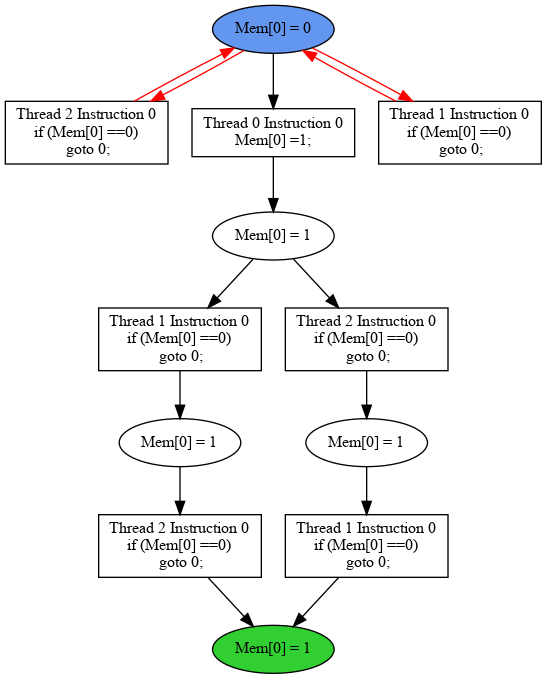 Mem[0] = 0
Thread 2 Instruction 0
if (Mem[0] ==0)
goto 0;
Thread 0 Instruction 0
Mem[0] =1;
Thread 1 Instruction 0
if (Mem[0] ==0)
goto 0;
Mem[0] = 1
Thread 1 Instruction 0
if (Mem[0] ==0)
goto 0;
Thread 2 Instruction 0
if (Mem[0] ==0)
goto 0;
Mem[0] = 1
Mem[0] = 1
Thread 2 Instruction 0
if (Mem[0] ==0)
goto 0;
Thread 1 Instruction 0
if (Mem[0] ==0)
goto 0;
Mem[0] = 1